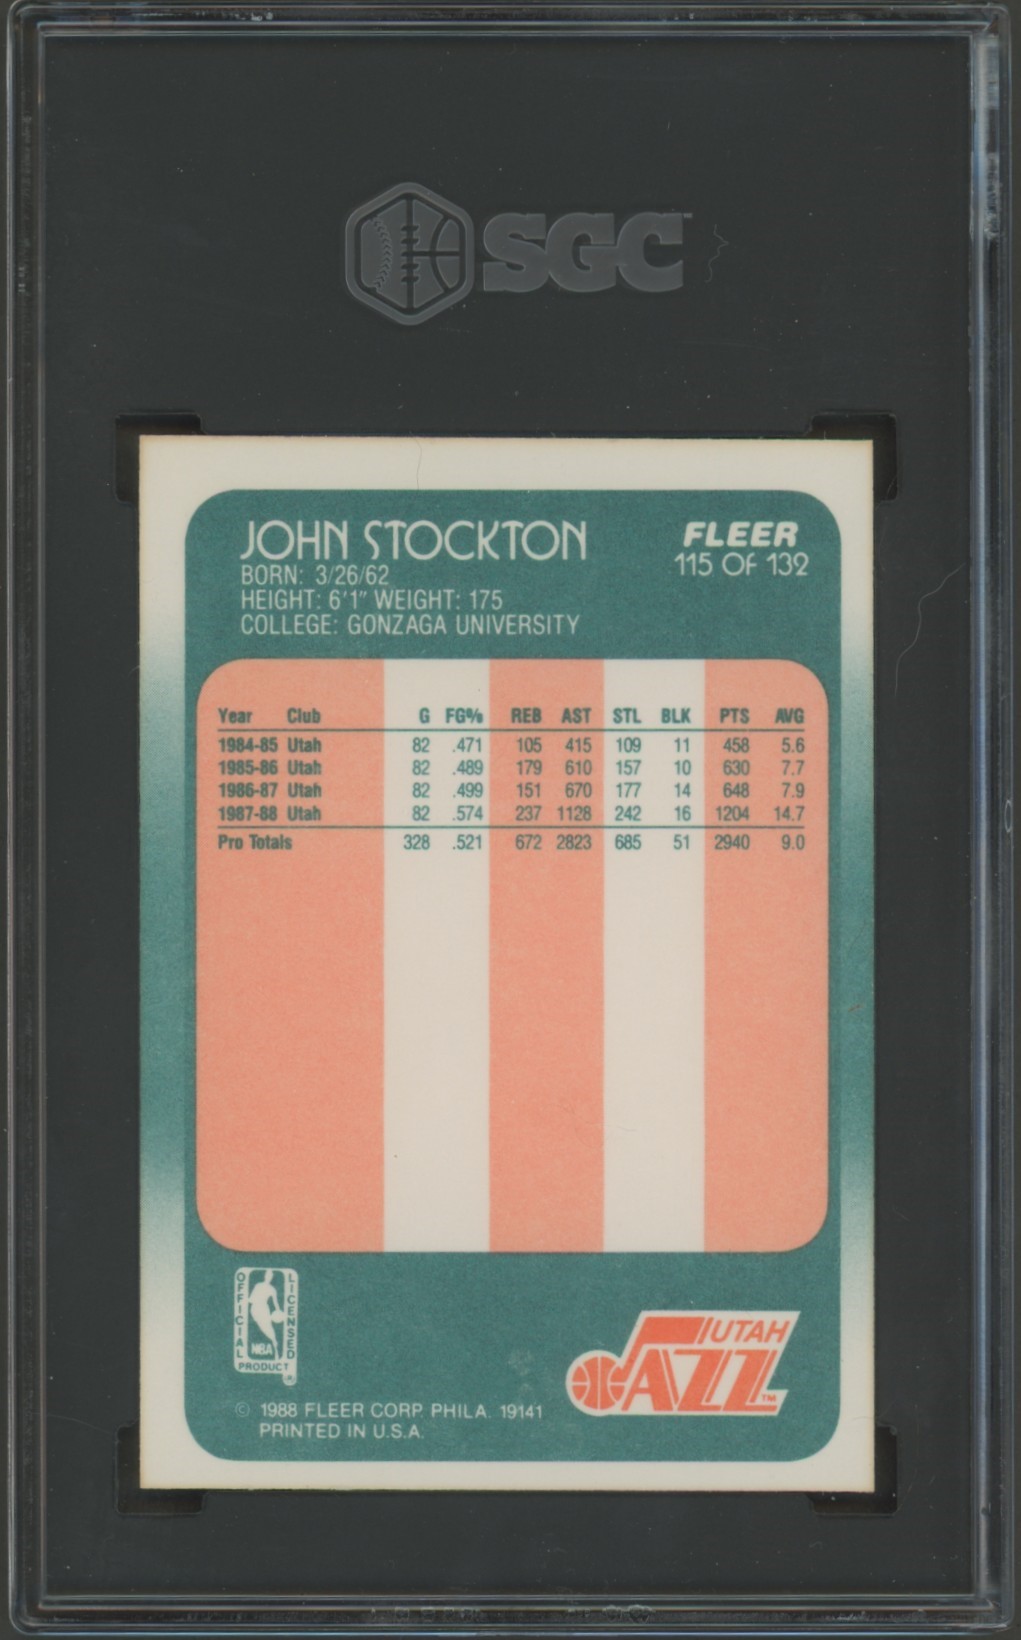 SGC
JOHN STOCKTON
FLEER
115 OF 132
BORN: 3/26/62
HEIGHT: 6'1" WEIGHT: 175
COLLEGE: GONZAGA UNIVERSITY
Year Club G FG% REB AST STL BLK PTS AVG
1984-85 Utah 82 .471 105 415 109 11 458 5.6
1985-86 Utah 82 .489 179 610 157 10 630 7.7
1986-87 Utah 82 .499 151 670 177 14 648 7.9
1987-88 Utah 82 .574 237 1128 242 16 1204 14.7
Pro Totals 328 .521 672 2823 685 51 2940 9.0
OFFICIAL
LICENSED
NBA
PRODUCT
®
UTAH
JAZZ
TM
© 1988 FLEER CORP. PHILA. 19141
PRINTED IN U.S.A.